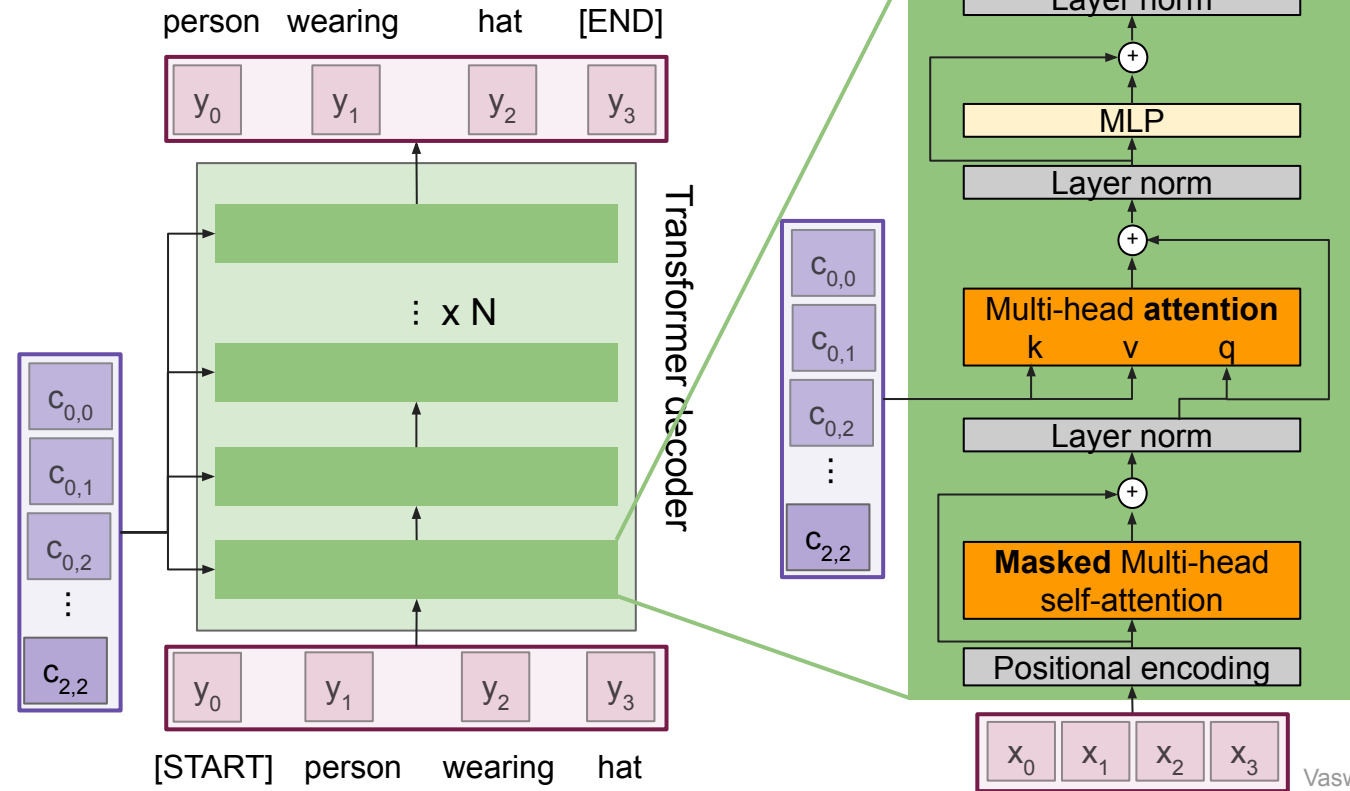 person wearing hat [END]
y0 y1 y2 y3
⋮ x N
Transformer decoder
c0,0
c0,1
c0,2
⋮
c2,2
y0 y1 y2 y3
[START] person wearing hat
Layer norm
+
MLP
Layer norm
+
Multi-head attention
k v q
c0,0
c0,1
c0,2
⋮
c2,2
Layer norm
+
Masked Multi-head
self-attention
Positional encoding
x0 x1 x2 x3
Vasw